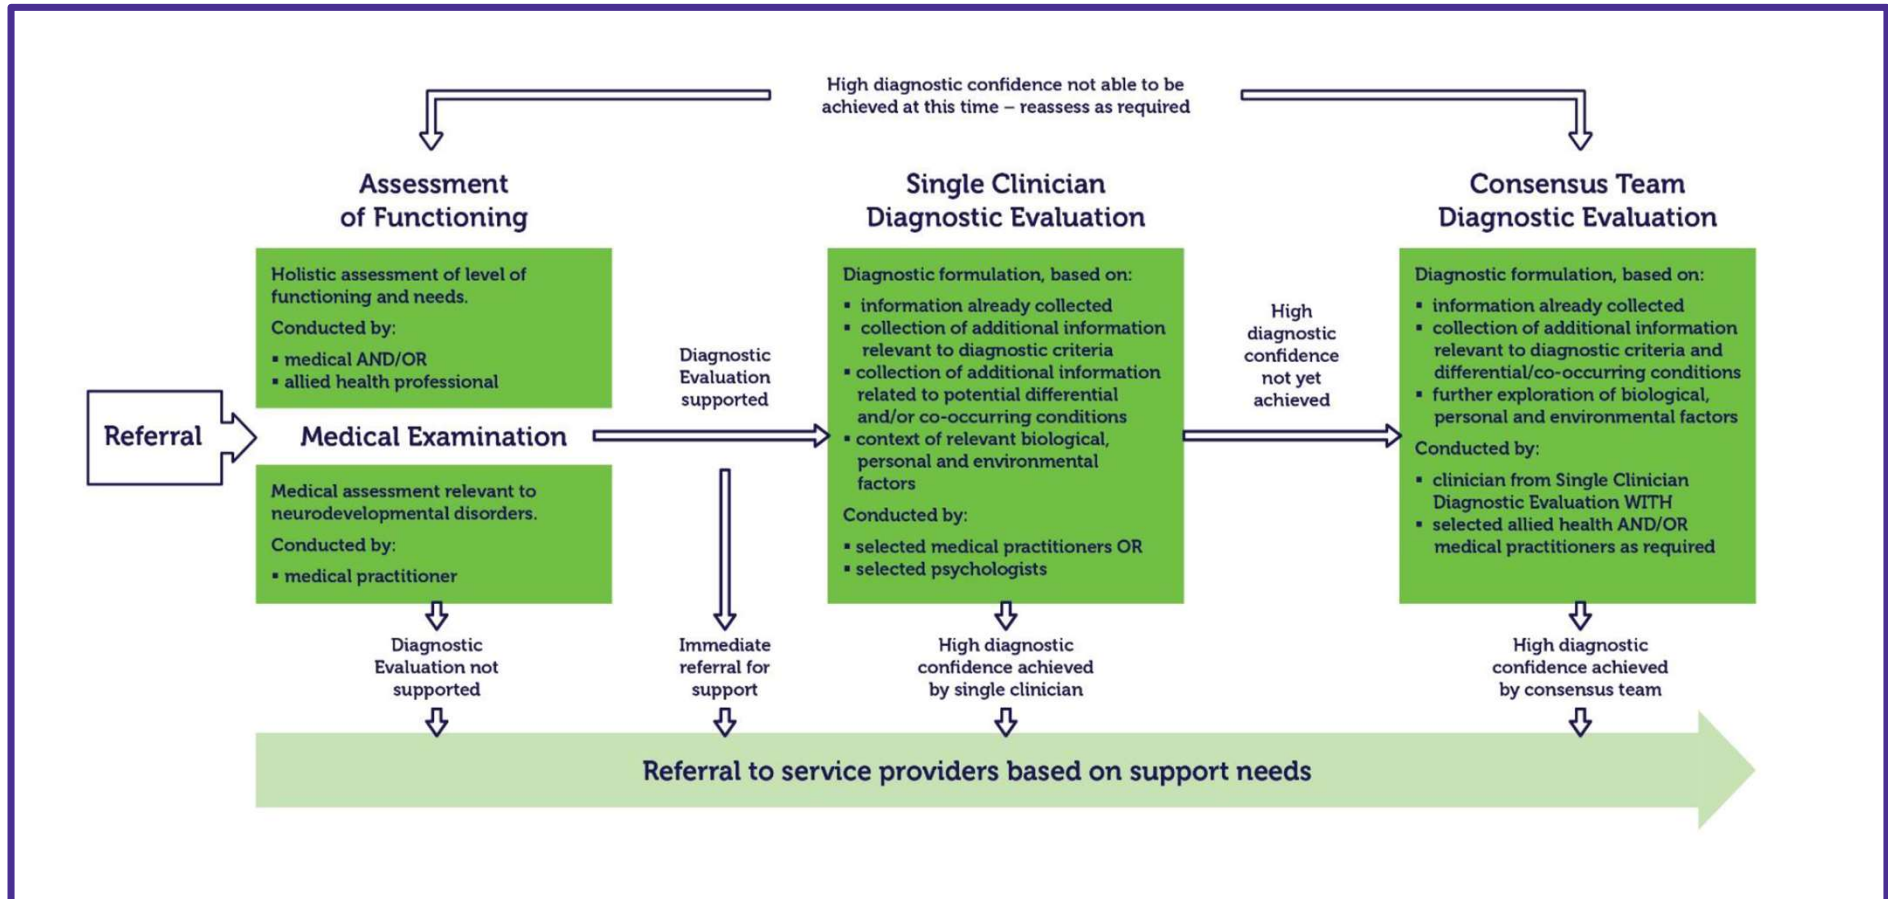 High diagnostic confidence not able to be
achieved at this time – reassess as required
Assessment
of Functioning
Holistic assessment of level of
functioning and needs.
Conducted by:
▪ medical AND/OR
▪ allied health professional
Referral
Medical Examination
Medical assessment relevant to
neurodevelopmental disorders.
Conducted by:
▪ medical practitioner
Diagnostic
Evaluation not
supported
Diagnostic
Evaluation
supported
Immediate
referral for
support
Single Clinician
Diagnostic Evaluation
Diagnostic formulation, based on:
▪ information already collected
▪ collection of additional information
relevant to diagnostic criteria
▪ collection of additional information
related to potential differential
and/or co-occurring conditions
▪ context of relevant biological,
personal and environmental
factors
Conducted by:
▪ selected medical practitioners OR
▪ selected psychologists
High diagnostic
confidence achieved
by single clinician
High
diagnostic
confidence
not yet
achieved
Consensus Team
Diagnostic Evaluation
Diagnostic formulation, based on:
▪ information already collected
▪ collection of additional information
relevant to diagnostic criteria and
differential/co-occurring conditions
▪ further exploration of biological,
personal and environmental factors
Conducted by:
▪ clinician from Single Clinician
Diagnostic Evaluation WITH
▪ selected allied health AND/OR
medical practitioners as required
High diagnostic
confidence achieved
by consensus team
Referral to service providers based on support needs